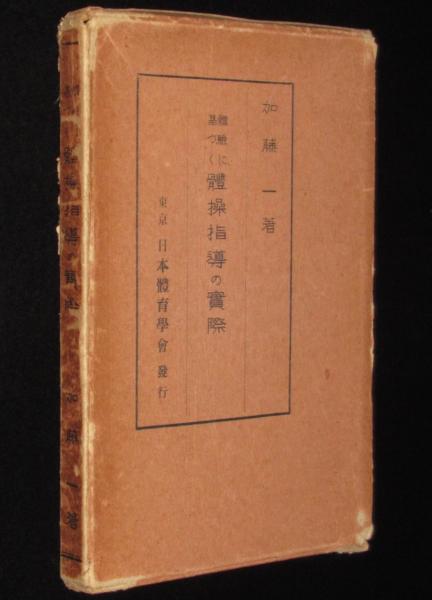 加藤一著
體驗に
基づく
體操指導の實際
東京 日本體育學會 發行
體操指導の實際 加藤一著